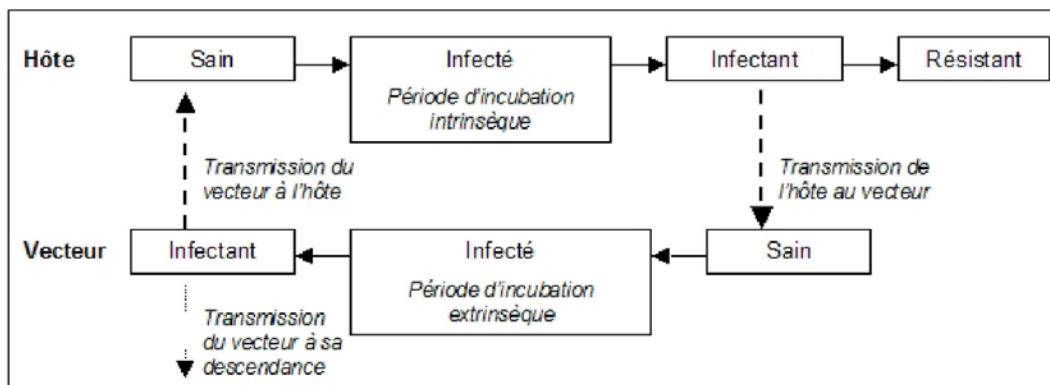 Hôte
Sain
Infecté
Période d'incubation
intrinsèque
Infectant
Résistant
Transmission du
vecteur à l'hôte
Transmission de
l'hôte au vecteur
Vecteur
Infectant
Infecté
Période d'incubation
extrinsèque
Sain
Transmission
du vecteur à sa
descendance